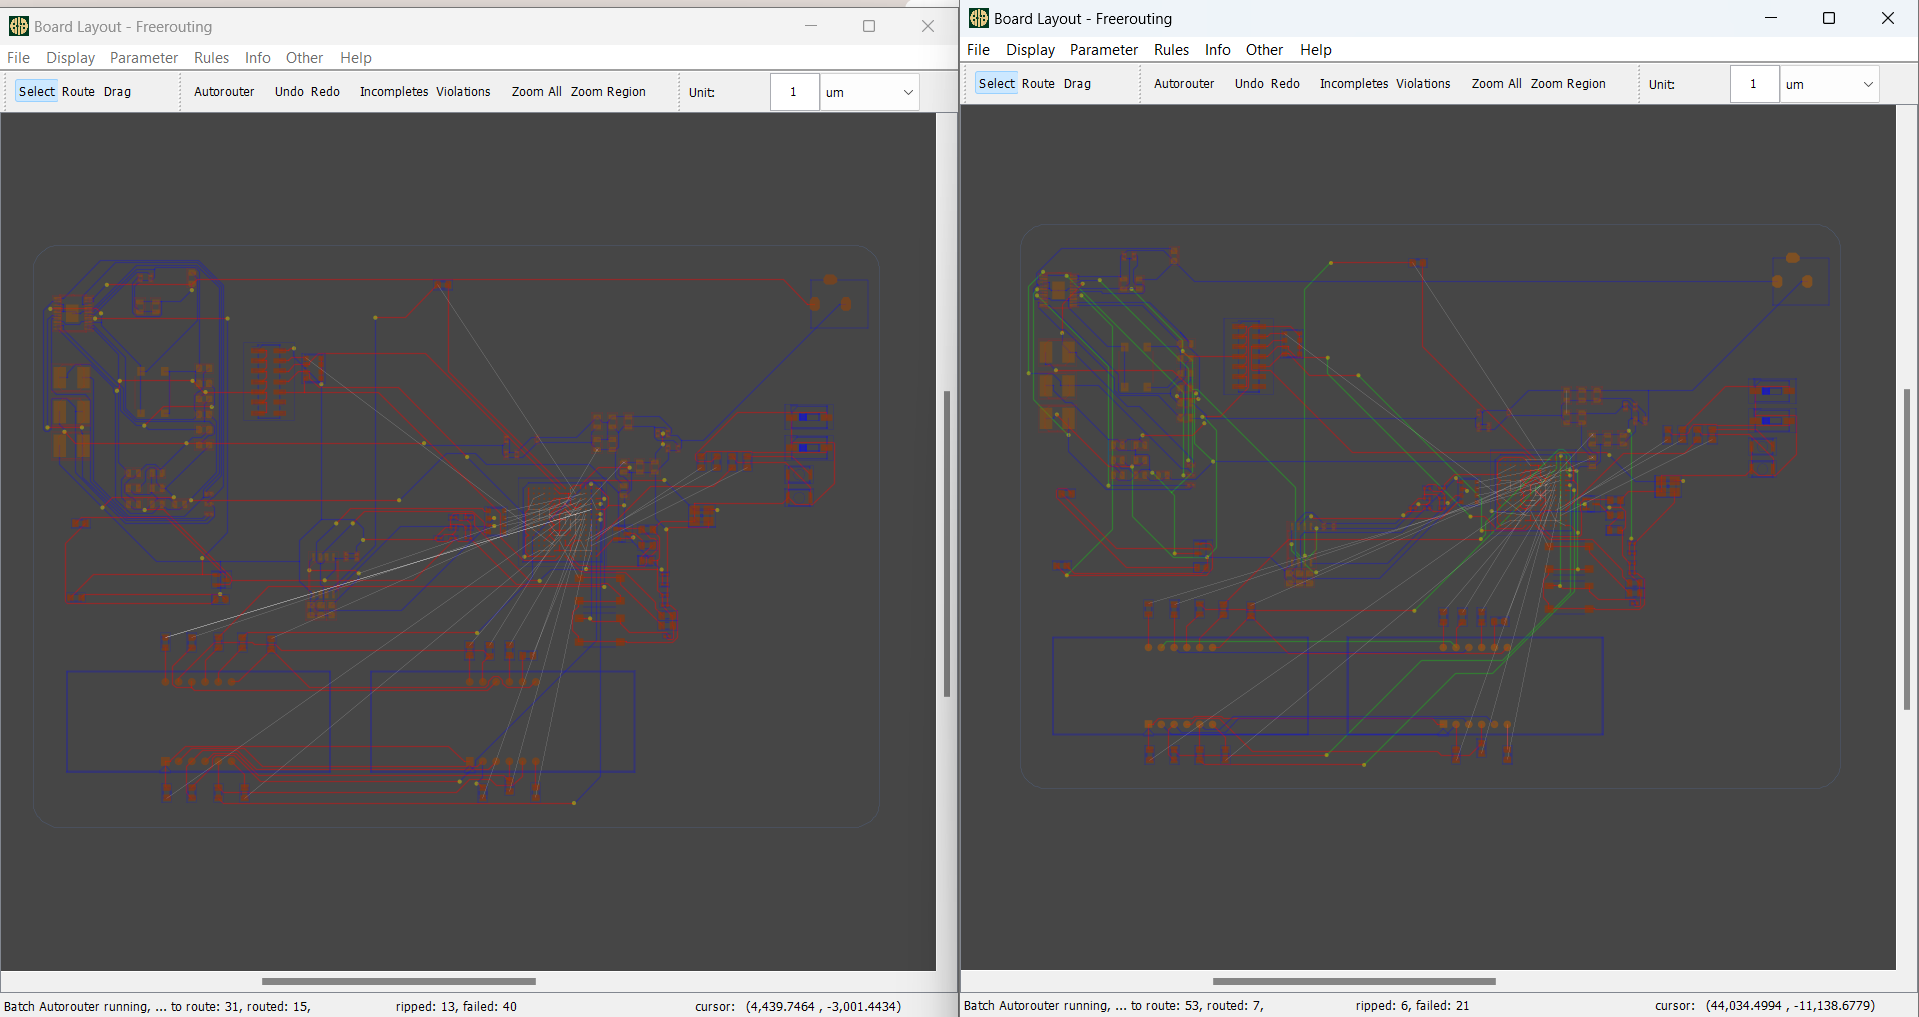 Board Layout - Freerouting
File Display Parameter Rules Info Other Help
Select Route Drag Autorouter Undo Redo Incompletes Violations Zoom All Zoom Region Unit: 1 um
Batch Autorouter running, ... to route: 31, routed: 15, ripped: 13, failed: 40 cursor: (4,439.7464 , -3,001.4434)
Board Layout - Freerouting
File Display Parameter Rules Info Other Help
Select Route Drag Autorouter Undo Redo Incompletes Violations Zoom All Zoom Region Unit: 1 um
Batch Autorouter running, ... to route: 53, routed: 7, ripped: 6, failed: 21 cursor: (44,034.4994 , -11,138.6779)